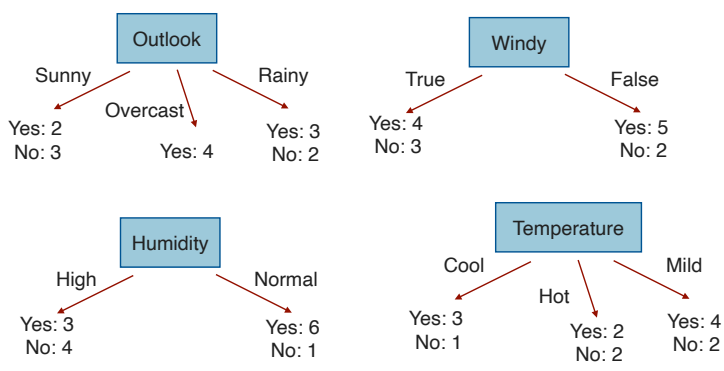 Outlook
Sunny
Overcast
Rainy
Yes: 2
No: 3
Yes: 4
Yes: 3
No: 2
Windy
True
False
Yes: 4
No: 3
Yes: 5
No: 2
Humidity
High
Normal
Yes: 3
No: 4
Yes: 6
No: 1
Temperature
Cool
Hot
Mild
Yes: 3
No: 1
Yes: 2
No: 2
Yes: 4
No: 2